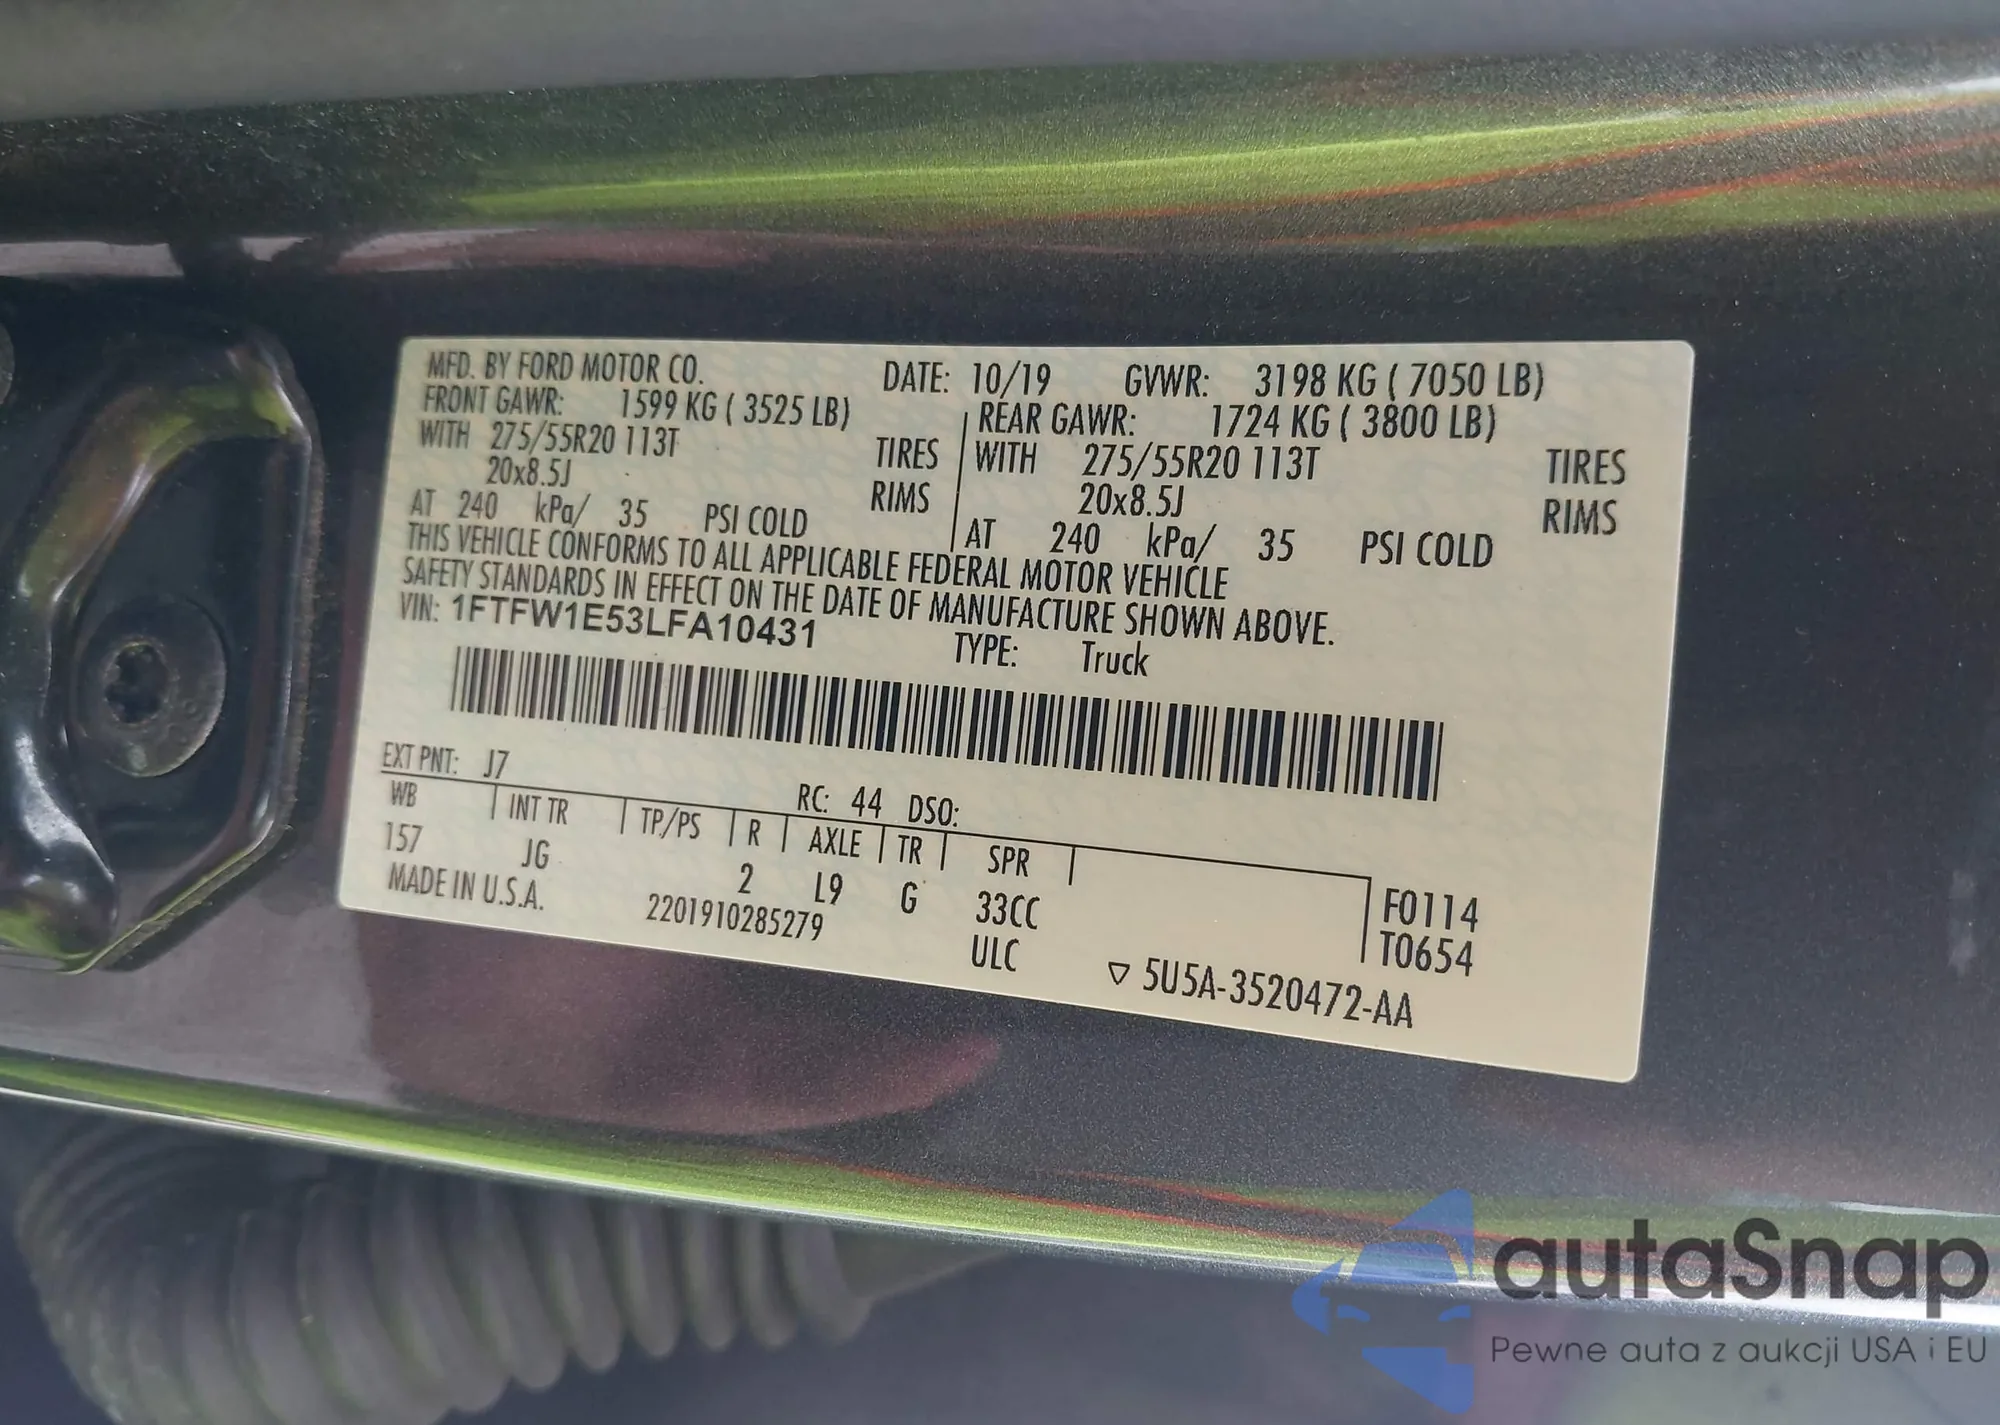 MFD. BY FORD MOTOR CO. DATE: 10/19 GVWR: 3198 KG ( 7050 LB)
FRONT GAWR: 1599 KG ( 3525 LB) REAR GAWR: 1724 KG ( 3800 LB)
WITH 275/55R20 113T TIRES WITH 275/55R20 113T TIRES
20x8.5J RIMS 20x8.5J RIMS
AT 240 kPa/ 35 PSI COLD AT 240 kPa/ 35 PSI COLD
THIS VEHICLE CONFORMS TO ALL APPLICABLE FEDERAL MOTOR VEHICLE
SAFETY STANDARDS IN EFFECT ON THE DATE OF MANUFACTURE SHOWN ABOVE.
VIN: 1FTFW1E53LFA10431 TYPE: Truck
EXT PNT: J7 RC: 44 DSO:
WB INT TR TP/PS R AXLE TR SPR
157 JG 2 L9 G 33CC F0114
MADE IN U.S.A. 2201910285279 ULC T0654
▽ 5U5A-3520472-AA
autaSnap
Pewne auta z aukcji USA i EU